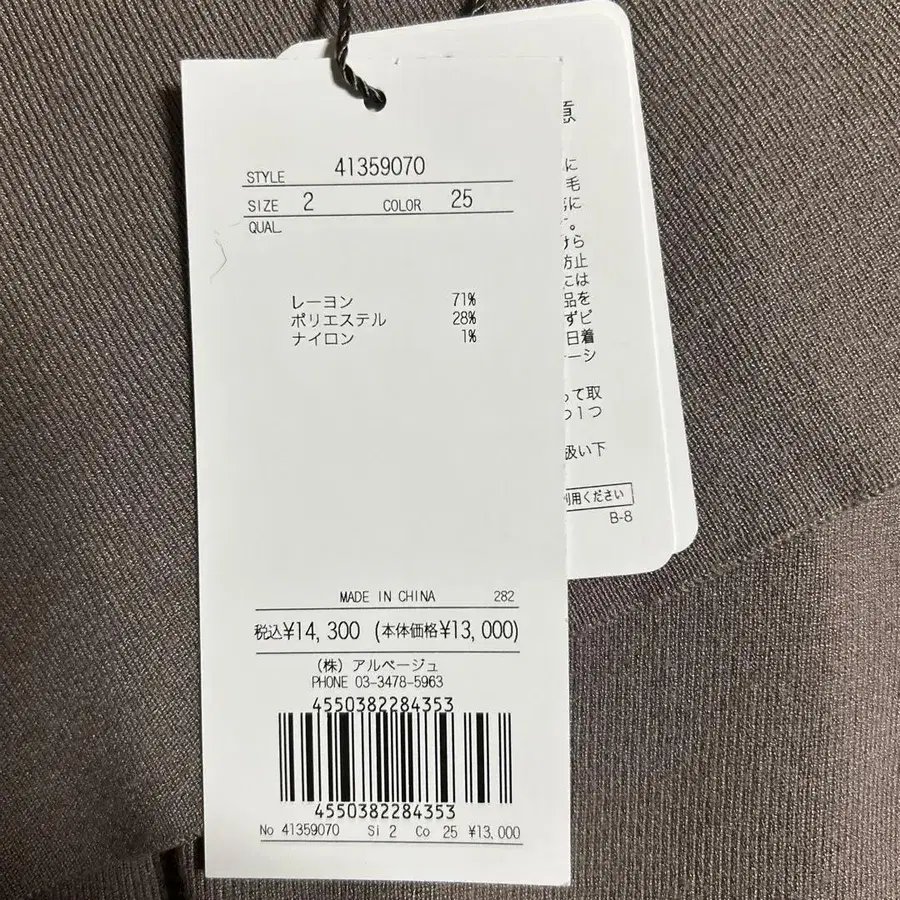 STYLE 41359070
SIZE 2 COLOR 25
QUAL
レーヨン 71%
ポリエステル 28%
ナイロン 1%
MADE IN CHINA 282
税込¥14,300 (本体価格¥13,000)
(株) アルページュ
PHONE 03-3478-5963
4550382284353
4550382284353
No 41359070 Si 2 Co 25 ¥13,000
意
に
毛
に
。
けら
防止
には
品を
ずピ
日着
ーシ
って取
つ1つ
扱い下
利用ください
B-8